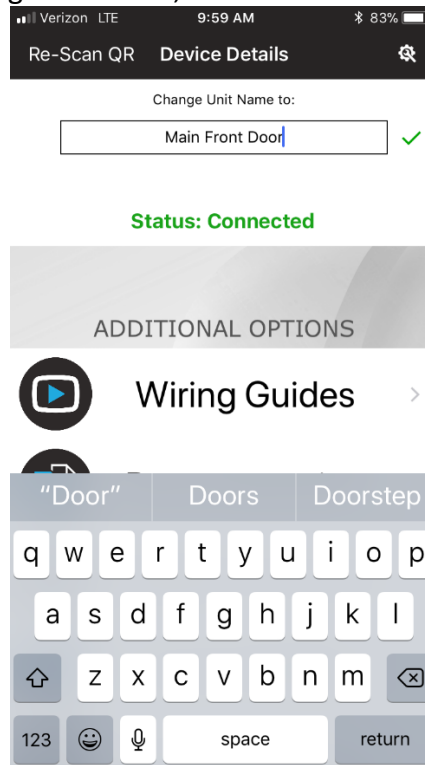 Verizon LTE 9:59 AM 83%
Re-Scan QR Device Details
Change Unit Name to:
Main Front Door
Status: Connected
ADDITIONAL OPTIONS
Wiring Guides
"Door" Doors Doorstep
q w e r t y u i o p
a s d f g h j k l
z x c v b n m
123 space return